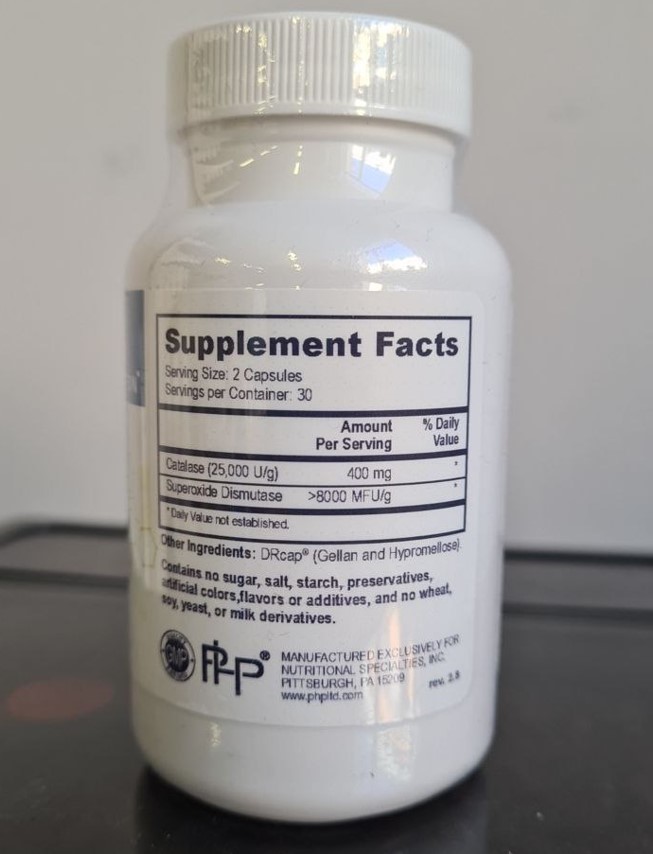 Supplement Facts
Serving Size: 2 Capsules
Servings per Container: 30
Amount Per Serving
% Daily Value
Catalase (25,000 U/g) 400 mg *
Superoxide Dismutase >8000 MFU/g *
* Daily Value not established.
Other Ingredients: DRcap® (Gellan and Hypromellose).
Contains no sugar, salt, starch, preservatives,
artificial colors,flavors or additives, and no wheat,
soy, yeast, or milk derivatives.
GMP
PHP®
MANUFACTURED EXCLUSIVELY FOR
NUTRITIONAL SPECIALTIES, INC.
PITTSBURGH, PA 15209
www.phpltd.com